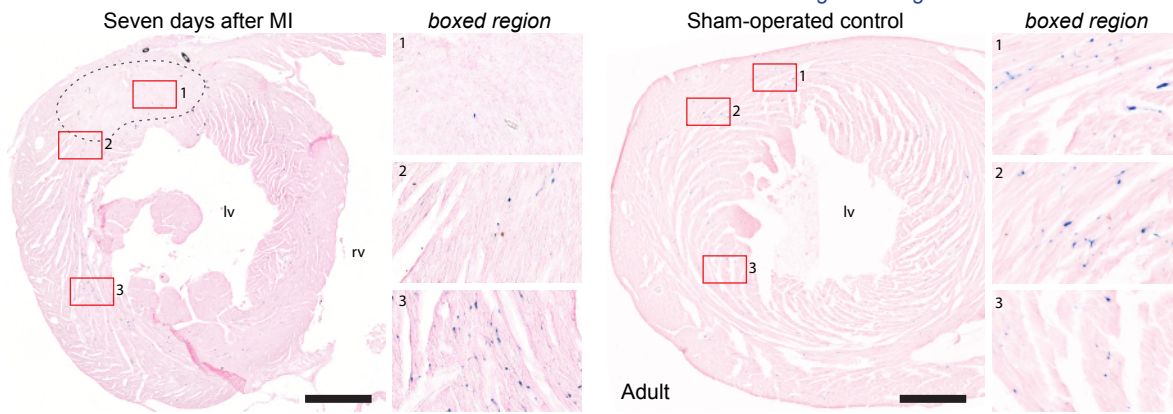 Seven days after MI
boxed region
Sham-operated control
boxed region
1
2
3
lv
rv
1
2
3
1
2
3
lv
Adult
1
2
3